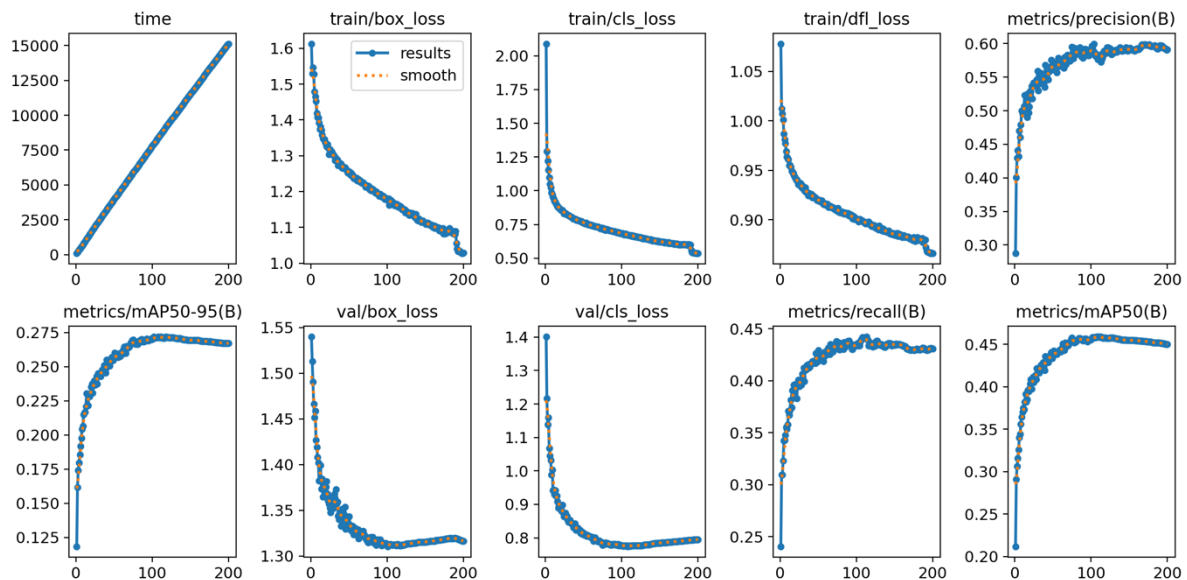 time
train/box_loss
train/cls_loss
train/dfl_loss
metrics/precision(B)
15000
12500
10000
7500
5000
2500
0
0 100 200
1.6
1.5
1.4
1.3
1.2
1.1
1.0
results
smooth
0 100 200
2.00
1.75
1.50
1.25
1.00
0.75
0.50
0 100 200
1.05
1.00
0.95
0.90
0 100 200
0.60
0.55
0.50
0.45
0.40
0.35
0.30
0 100 200
metrics/mAP50-95(B)
val/box_loss
val/cls_loss
metrics/recall(B)
metrics/mAP50(B)
0.275
0.250
0.225
0.200
0.175
0.150
0.125
0 100 200
1.55
1.50
1.45
1.40
1.35
1.30
0 100 200
1.4
1.3
1.2
1.1
1.0
0.9
0.8
0 100 200
0.45
0.40
0.35
0.30
0.25
0 100 200
0.45
0.40
0.35
0.30
0.25
0.20
0 100 200